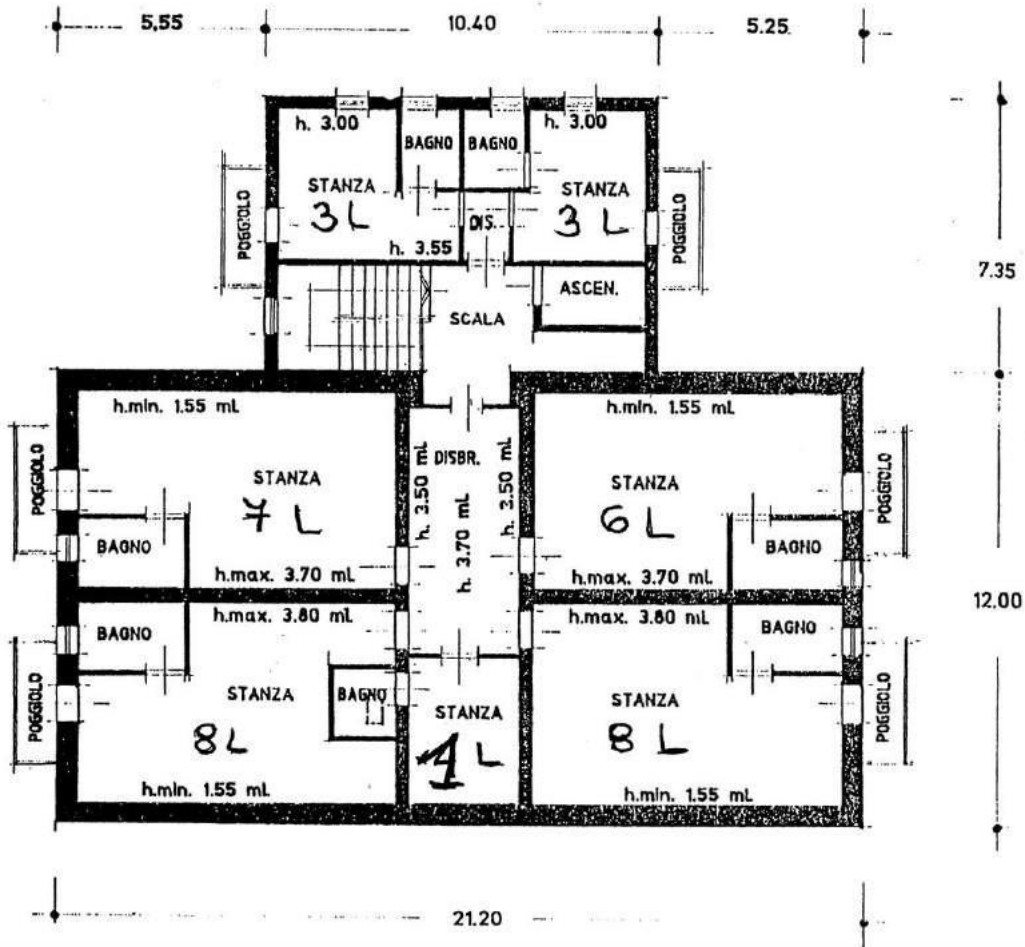 5,55 10.40 5.25
h. 3.00 BAGNO BAGNO h. 3.00
STANZA STANZA
3 L DIS. 3 L
POGGIOLO POGGIOLO
h. 3.55
7.35
ASCEN.
SCALA
h.min. 1.55 ml. h.min. 1.55 ml.
POGGIOLO STANZA DISBR. STANZA POGGIOLO
7 L h. 3.50 ml h. 3.70 ml h. 3.50 ml 6 L
BAGNO BAGNO
h.max. 3.70 ml. h.max. 3.70 ml.
12.00
h.max. 3.80 ml. h.max. 3.80 ml.
BAGNO BAGNO
POGGIOLO STANZA BAGNO STANZA STANZA POGGIOLO
8 L 1 L 8 L
h.min. 1.55 ml. h.min. 1.55 ml.
21.20